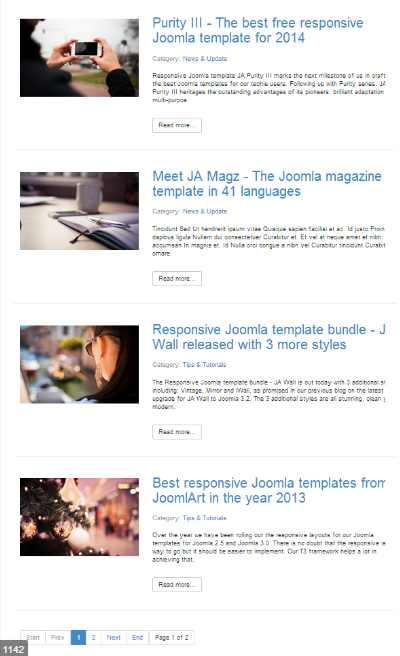 Purity III - The best free responsive
Joomla template for 2014
Category: News & Update
Responsive Joomla template JA Purity III marks the next milestone of us in craft
the best Joomla templates for our techie users. Following up with Purity series, JA
Purity III heritages the outstanding advantages of its pioneers: brilliant adaptation
multi-purpoe
Read more...
Meet JA Magz - The Joomla magazine
template in 41 languages
Category: News & Update
Tincidunt Sed Ut hendrerit ipsum vitae Quisque sapien facilisi et ac. Id justo Proin
dapibus ligula Nullam dui consectetuer Curabitur et. Et vel at neque amet et nibh
accumsan In magnis et. Id Nulla orci congue a nibh vel Curabitur tincidunt Curabit
ornare.
Read more...
Responsive Joomla template bundle - J
Wall released with 3 more styles
Category: Tips & Tutorials
The Responsive Joomla template bundle - JA Wall is out today with 3 additional st
including: Vintage, Mirror and iWall, as promised in our previous blog on the latest
upgrade for JA Wall to Joomla 3.2. The 3 additional styles are all stunning, clean
modern.
Read more...
Best responsive Joomla templates from
JoomlArt in the year 2013
Category: Tips & Tutorials
Over the year we have been rolling out the responsive layouts for our Joomla
templates for Joomla 2.5 and Joomla 3.0. There is no doubt that the responsive is
way to go but it should be easier to implement. Our T3 framework helps a lot in
achieving that.
Read more...
Start Prev 1 2 Next End Page 1 of 2
1142